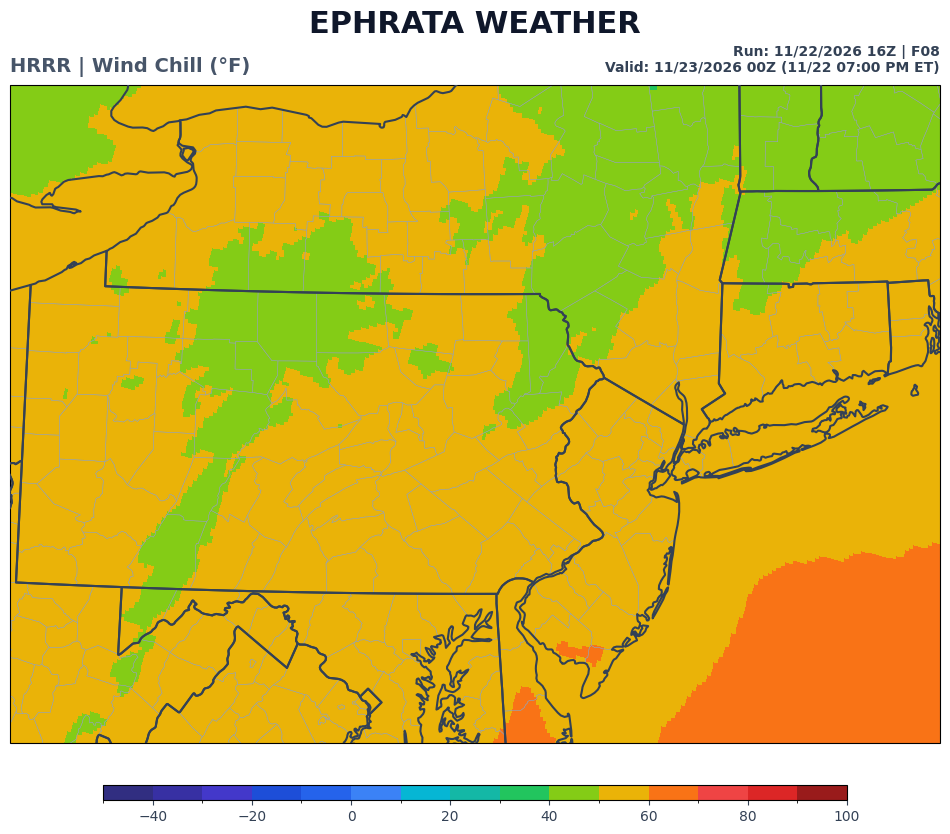 EPHRATA WEATHER
HRRR | Wind Chill (°F)
Run: 11/22/2026 16Z | F08
Valid: 11/23/2026 00Z (11/22 07:00 PM ET)
−40 −20 0 20 40 60 80 100